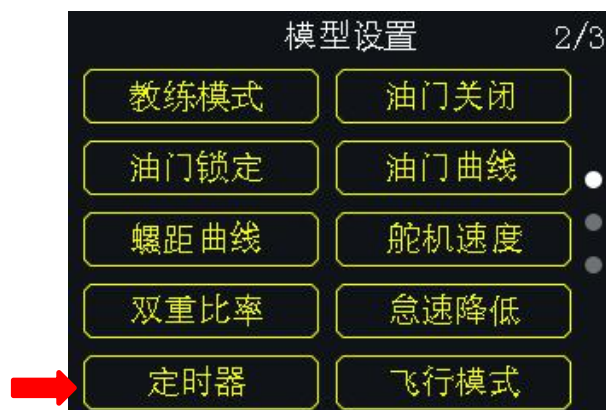 模型设置 2/3
教练模式 油门关闭
油门锁定 油门曲线
螺距曲线 舵机速度
双重比率 怠速降低
定时器 飞行模式